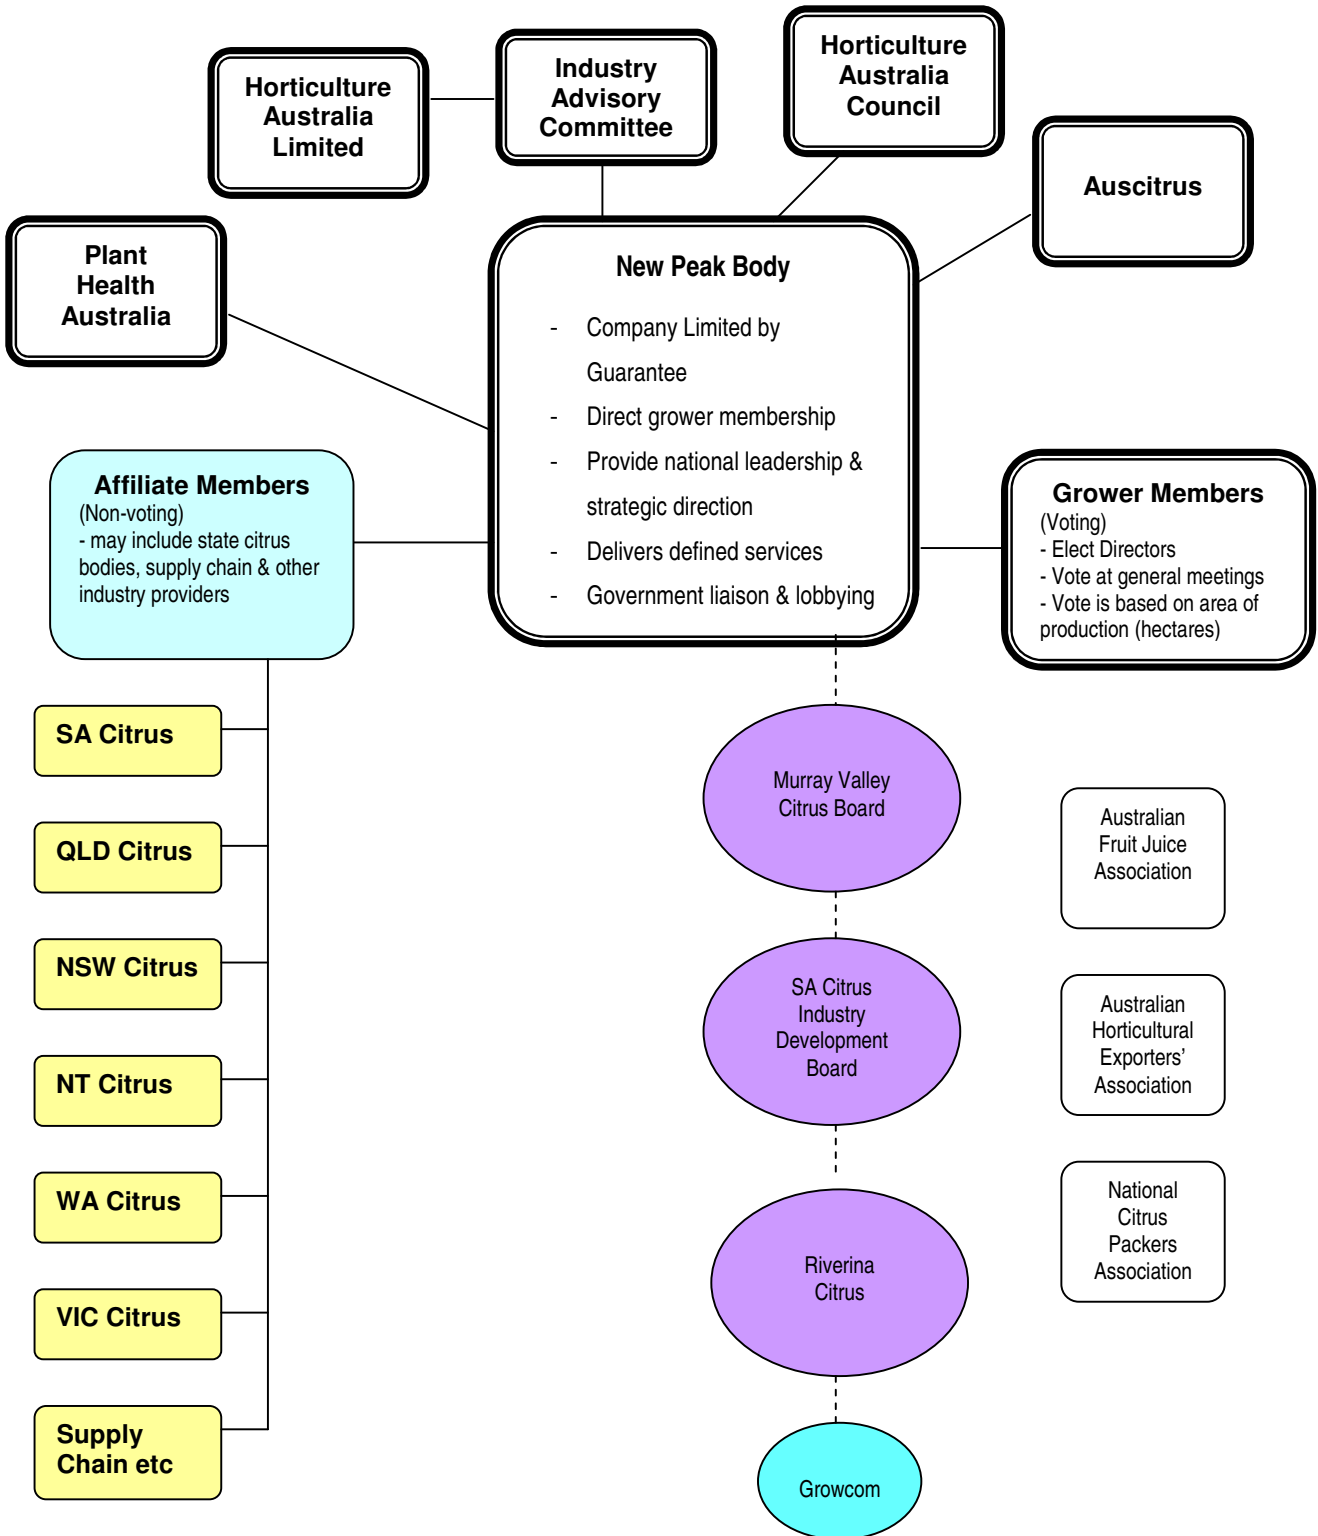 Horticulture
Australia
Limited
Industry
Advisory
Committee
Horticulture
Australia
Council
Auscitrus
Plant
Health
Australia
New Peak Body
- Company Limited by
Guarantee
- Direct grower membership
- Provide national leadership &
strategic direction
- Delivers defined services
- Government liaison & lobbying
Affiliate Members
(Non-voting)
- may include state citrus
bodies, supply chain & other
industry providers
Grower Members
(Voting)
- Elect Directors
- Vote at general meetings
- Vote is based on area of
production (hectares)
SA Citrus
QLD Citrus
NSW Citrus
NT Citrus
WA Citrus
VIC Citrus
Supply
Chain etc
Murray Valley
Citrus Board
SA Citrus
Industry
Development
Board
Riverina
Citrus
Growcom
Australian
Fruit Juice
Association
Australian
Horticultural
Exporters’
Association
National
Citrus
Packers
Association